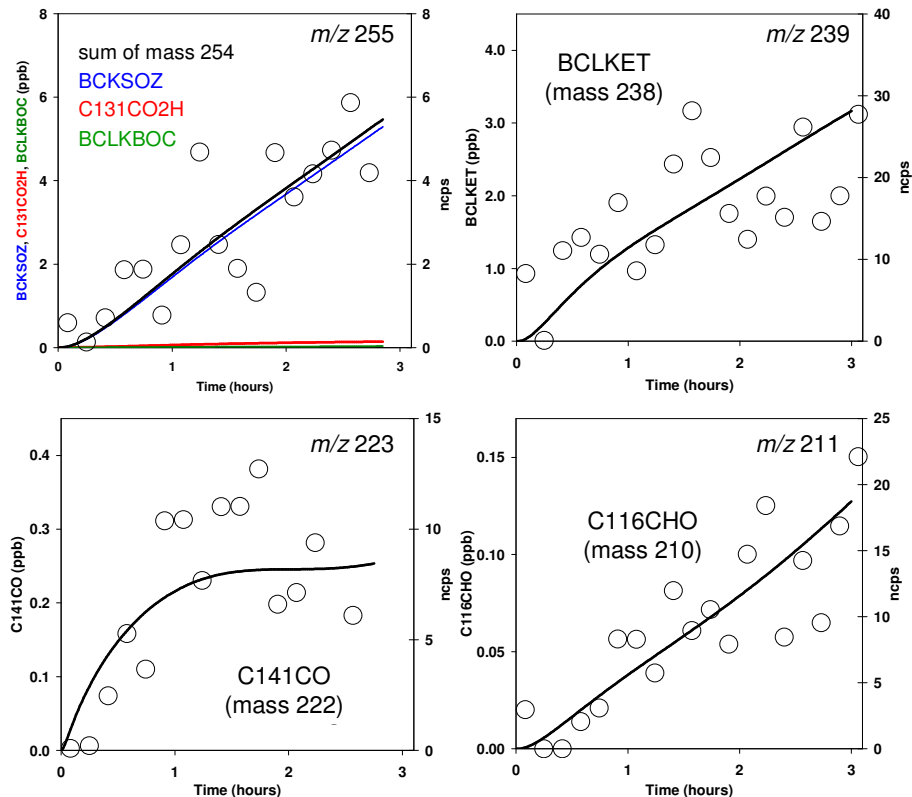 m/z 255
sum of mass 254
BCKSOZ
C131CO2H
BCLKBOC
BCKSOZ, C131CO2H, BCLKBOC (ppb)
8
6
4
2
0
8
6
4
2
0
ncps
0 1 2 3
Time (hours)
m/z 239
BCLKET
(mass 238)
BCLKET (ppb)
4.0
3.0
2.0
1.0
0.0
40
30
20
10
0
ncps
0 1 2 3
Time (hours)
m/z 223
C141CO
(mass 222)
C141CO (ppb)
0.4
0.3
0.2
0.1
0.0
15
10
5
0
ncps
0 1 2 3
Time (hours)
m/z 211
C116CHO
(mass 210)
C116CHO (ppb)
0.15
0.10
0.05
0.00
25
20
15
10
5
0
ncps
0 1 2 3
Time (hours)